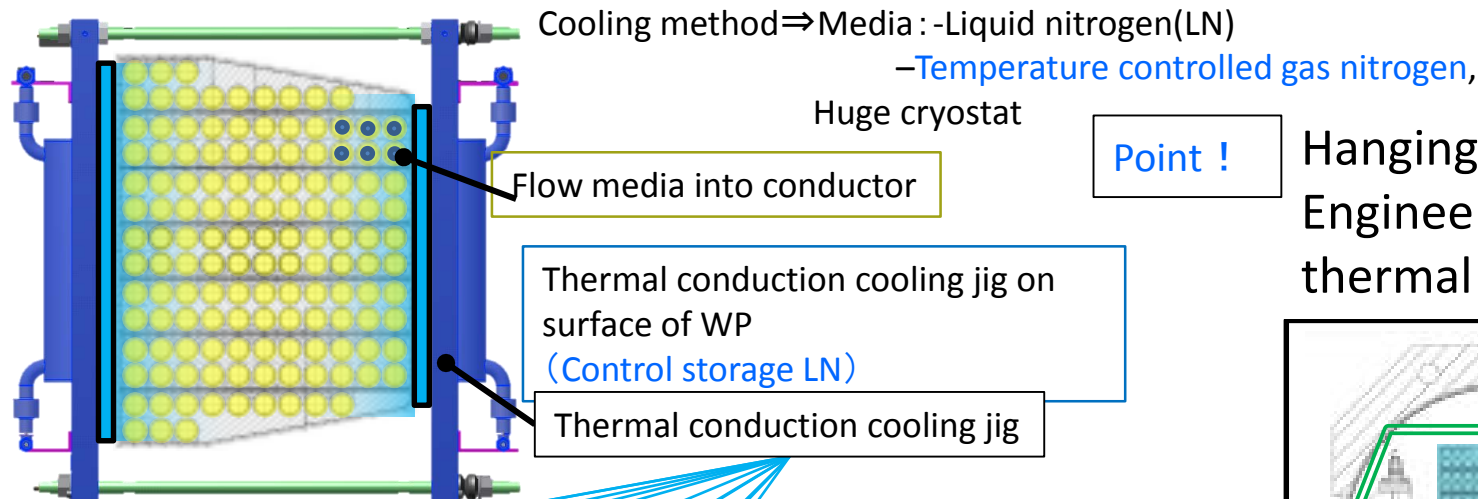 Cooling method⇒Media：-Liquid nitrogen(LN)
–Temperature controlled gas nitrogen,
Huge cryostat
Point！
Hanging
Enginee
thermal
Flow media into conductor
Thermal conduction cooling jig on
surface of WP
（Control storage LN）
Thermal conduction cooling jig